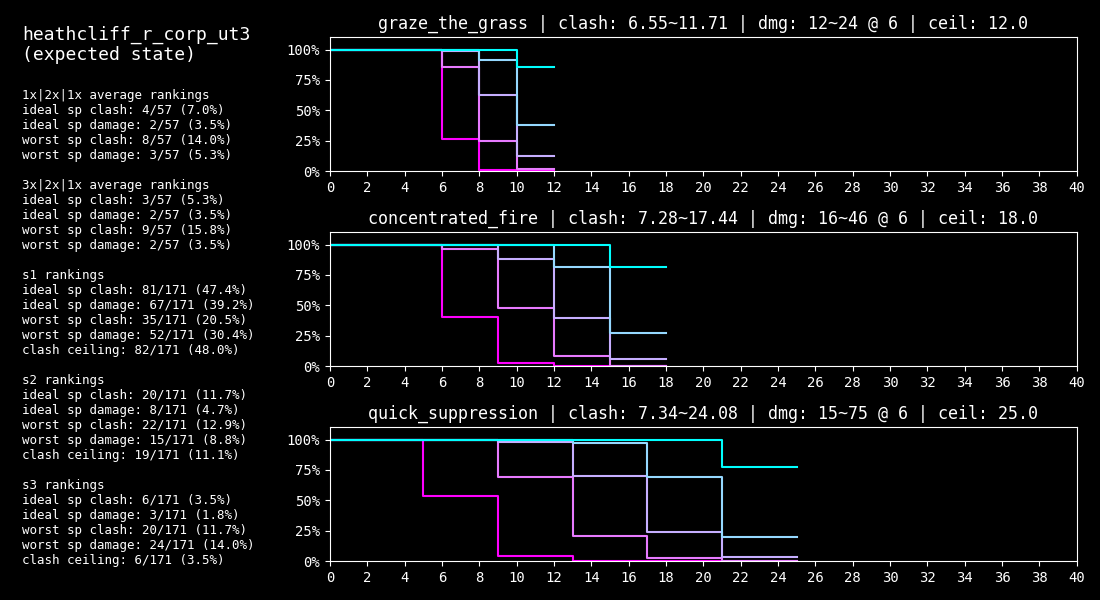 heathcliff_r_corp_ut3
(expected state)
1x|2x|1x average rankings
ideal sp clash: 4/57 (7.0%)
ideal sp damage: 2/57 (3.5%)
worst sp clash: 8/57 (14.0%)
worst sp damage: 3/57 (5.3%)
3x|2x|1x average rankings
ideal sp clash: 3/57 (5.3%)
ideal sp damage: 2/57 (3.5%)
worst sp clash: 9/57 (15.8%)
worst sp damage: 2/57 (3.5%)
s1 rankings
ideal sp clash: 81/171 (47.4%)
ideal sp damage: 67/171 (39.2%)
worst sp clash: 35/171 (20.5%)
worst sp damage: 52/171 (30.4%)
clash ceiling: 82/171 (48.0%)
s2 rankings
ideal sp clash: 20/171 (11.7%)
ideal sp damage: 8/171 (4.7%)
worst sp clash: 22/171 (12.9%)
worst sp damage: 15/171 (8.8%)
clash ceiling: 19/171 (11.1%)
s3 rankings
ideal sp clash: 6/171 (3.5%)
ideal sp damage: 3/171 (1.8%)
worst sp clash: 20/171 (11.7%)
worst sp damage: 24/171 (14.0%)
clash ceiling: 6/171 (3.5%)
graze_the_grass | clash: 6.55~11.71 | dmg: 12~24 @ 6 | ceil: 12.0
100%
75%
50%
25%
0%
0 2 4 6 8 10 12 14 16 18 20 22 24 26 28 30 32 34 36 38 40
concentrated_fire | clash: 7.28~17.44 | dmg: 16~46 @ 6 | ceil: 18.0
100%
75%
50%
25%
0%
0 2 4 6 8 10 12 14 16 18 20 22 24 26 28 30 32 34 36 38 40
quick_suppression | clash: 7.34~24.08 | dmg: 15~75 @ 6 | ceil: 25.0
100%
75%
50%
25%
0%
0 2 4 6 8 10 12 14 16 18 20 22 24 26 28 30 32 34 36 38 40